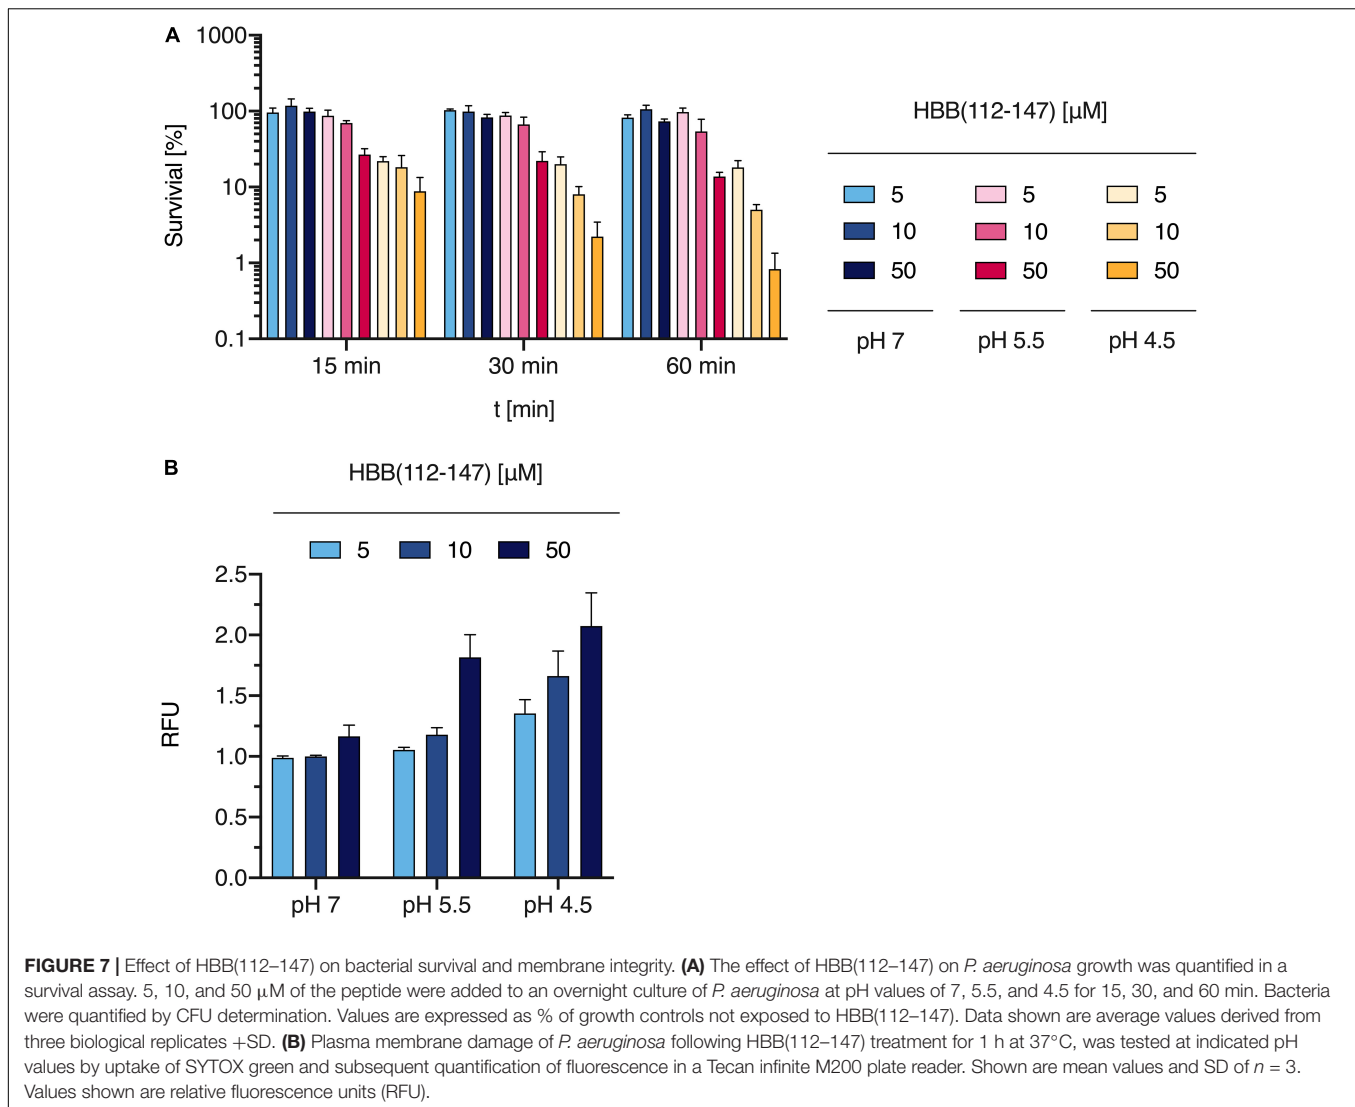 A
1000
100
10
1
0.1
Survivial [%]
15 min
30 min
60 min
t [min]
HBB(112-147) [µM]
5 5 5
10 10 10
50 50 50
pH 7 pH 5.5 pH 4.5
B
HBB(112-147) [µM]
5 10 50
2.5
2.0
1.5
1.0
0.5
0.0
RFU
pH 7
pH 5.5
pH 4.5
FIGURE 7 | Effect of HBB(112–147) on bacterial survival and membrane integrity. (A) The effect of HBB(112–147) on P. aeruginosa growth was quantified in a
survival assay. 5, 10, and 50 µM of the peptide were added to an overnight culture of P. aeruginosa at pH values of 7, 5.5, and 4.5 for 15, 30, and 60 min. Bacteria
were quantified by CFU determination. Values are expressed as % of growth controls not exposed to HBB(112–147). Data shown are average values derived from
three biological replicates +SD. (B) Plasma membrane damage of P. aeruginosa following HBB(112–147) treatment for 1 h at 37°C, was tested at indicated pH
values by uptake of SYTOX green and subsequent quantification of fluorescence in a Tecan infinite M200 plate reader. Shown are mean values and SD of n = 3.
Values shown are relative fluorescence units (RFU).